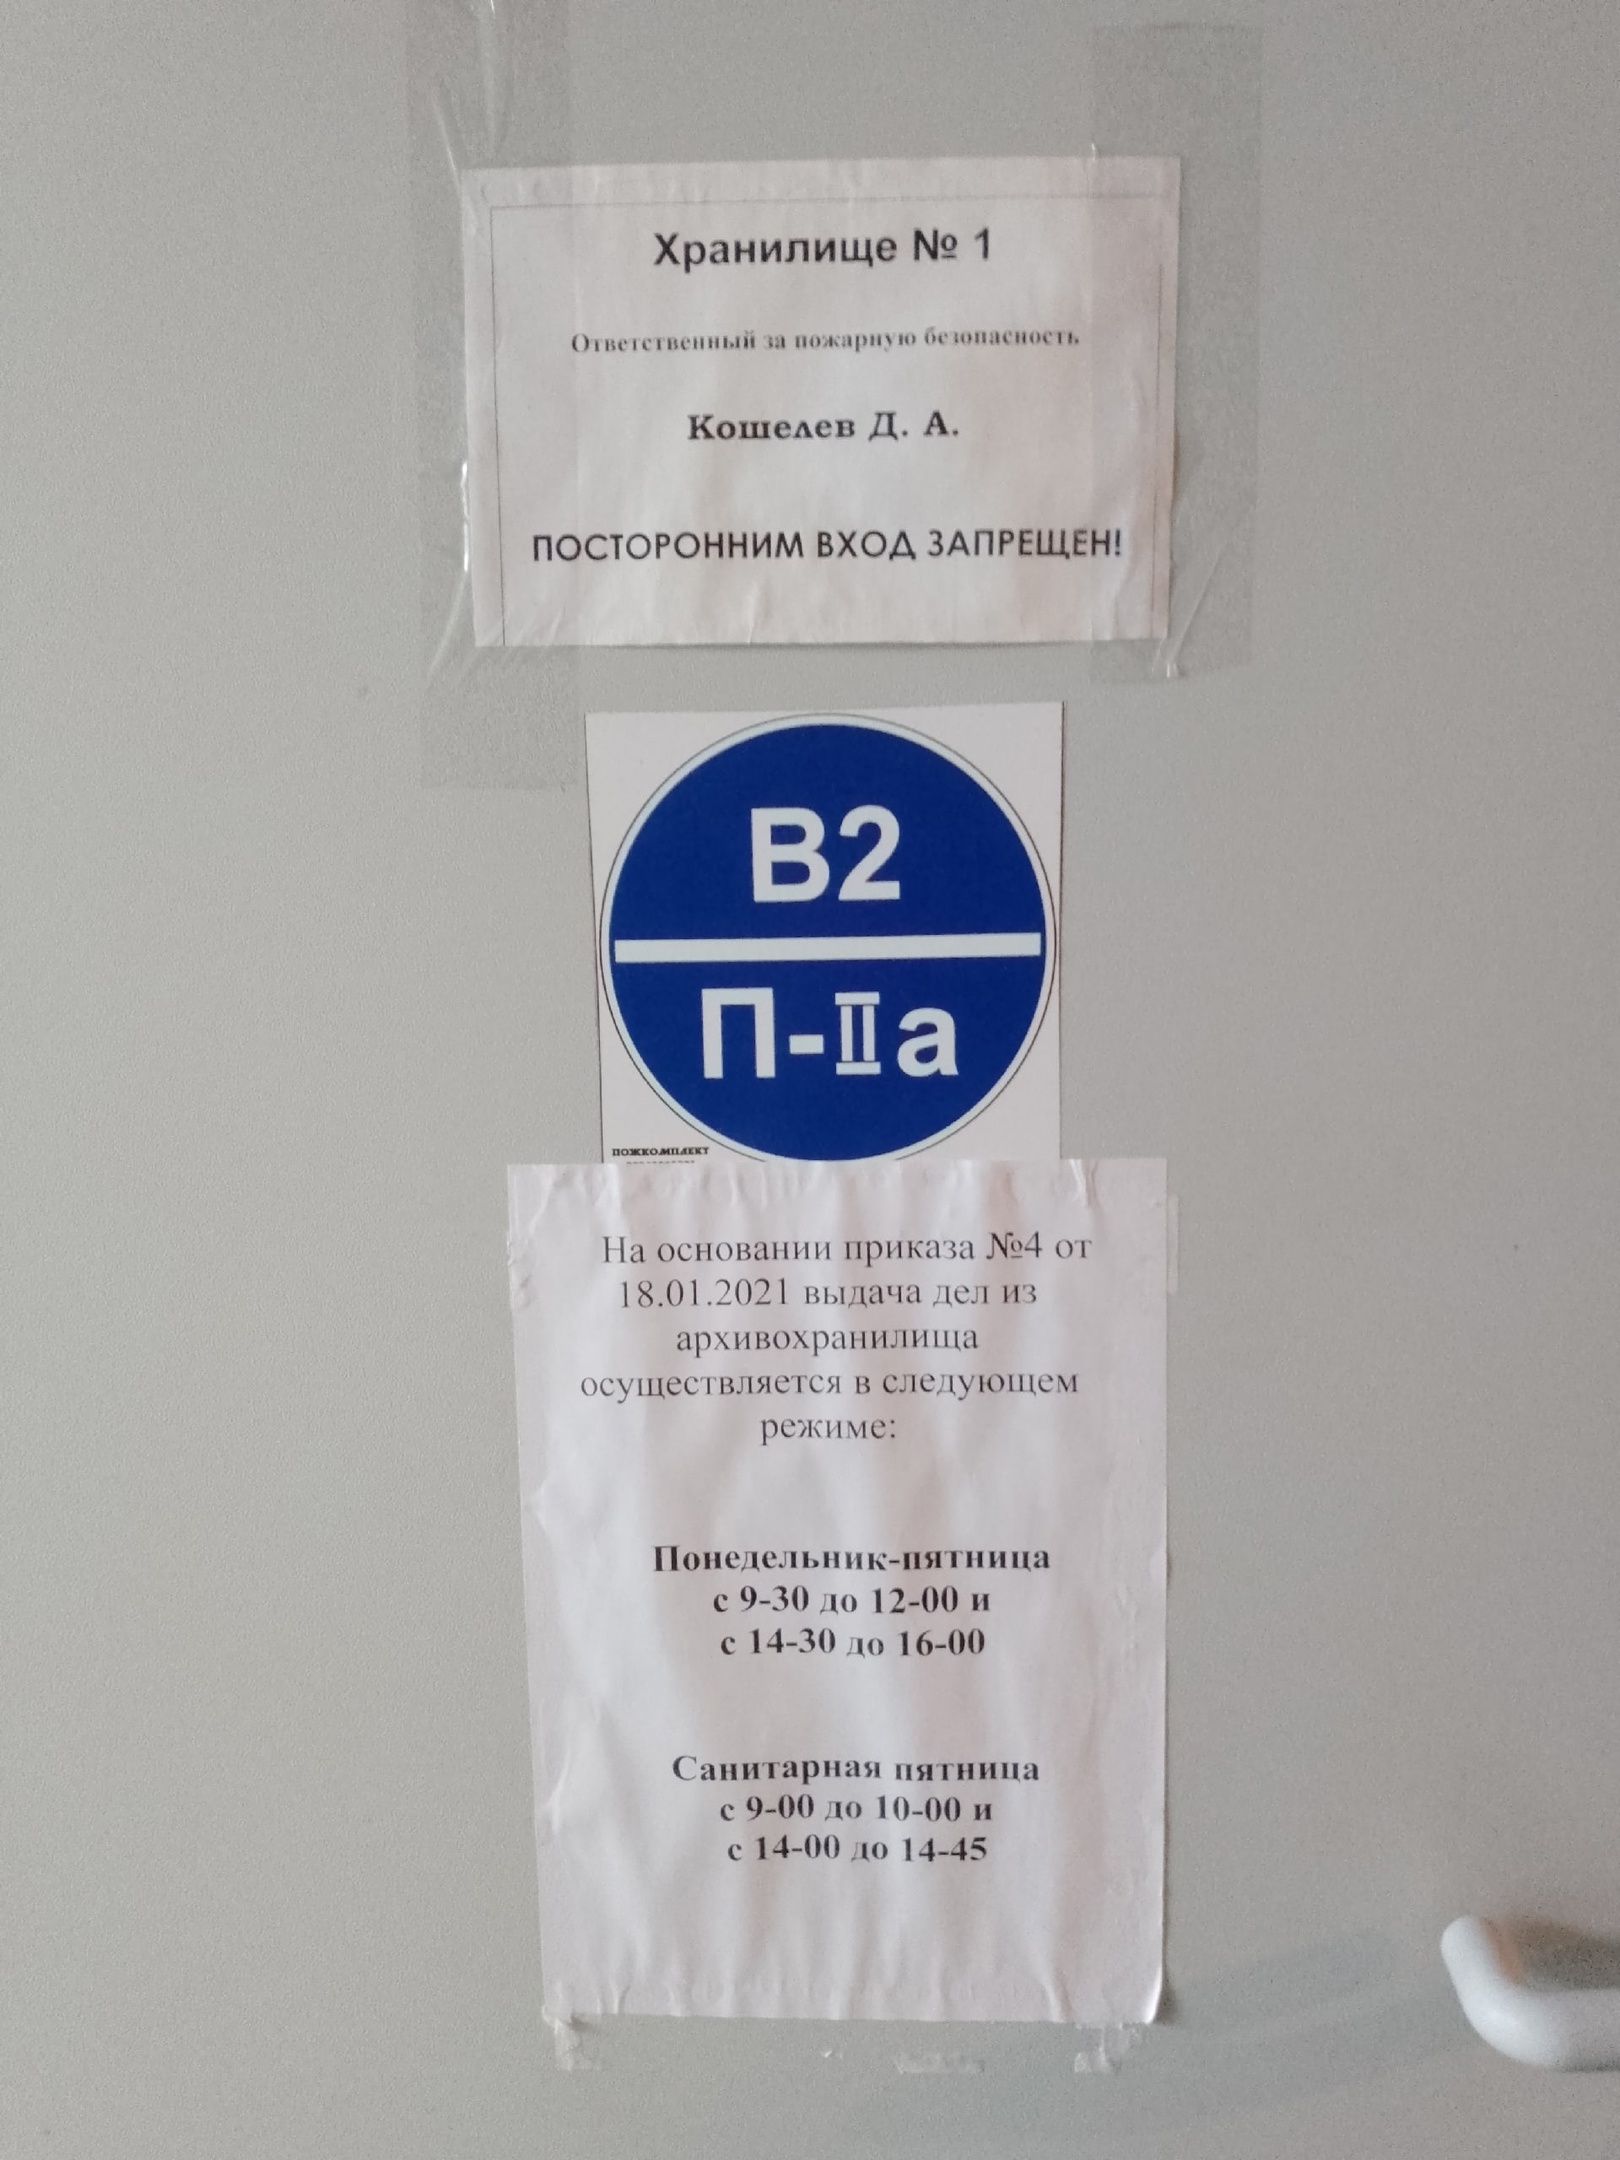 Хранилище № 1
Ответственный за пожарную безопасность
Кошелев Д. А.
ПОСТОРОННИМ ВХОД ЗАПРЕЩЕН!
В2
П-IIа
ПОЖКОМПЛЕКТ
На основании приказа №4 от
18.01.2021 выдача дел из
архивохранилища
осуществляется в следующем
режиме:
Понедельник-пятница
с 9-30 до 12-00 и
с 14-30 до 16-00
Санитарная пятница
с 9-00 до 10-00 и
с 14-00 до 14-45